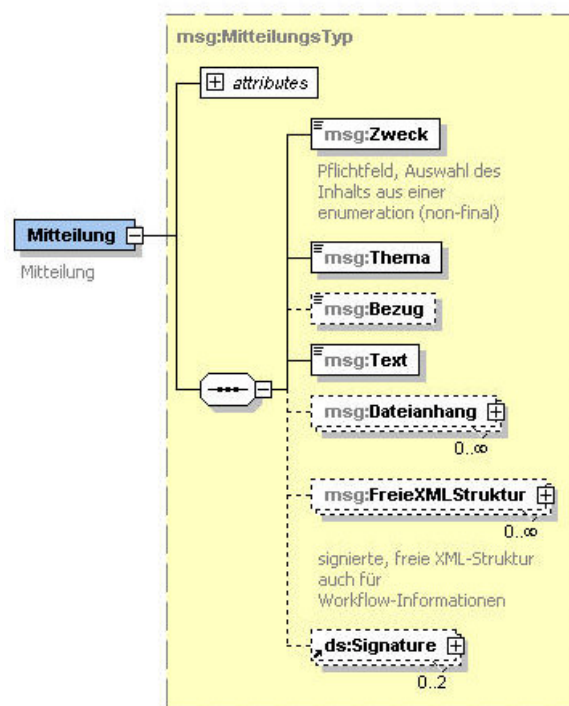 msg:MitteilungsTyp
attributes
msg:Zweck
Pflichtfeld, Auswahl des
Inhalts aus einer
enumeration (non-final)
Mitteilung
Mitteilung
msg:Thema
msg:Bezug
msg:Text
msg:Dateianhang
0..∞
msg:FreieXMLStruktur
0..∞
signierte, freie XML-Struktur
auch für
Workflow-Informationen
ds:Signature
0..2